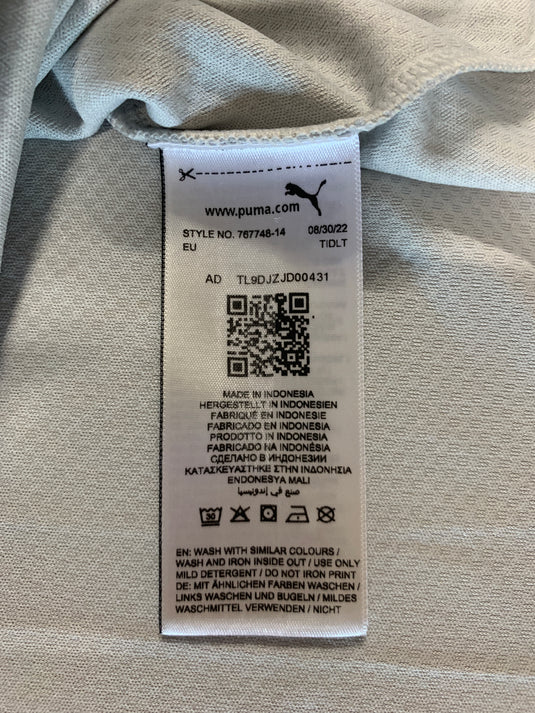 www.puma.com
STYLE NO. 767748-14 08/30/22
EU TIDLT
AD TL9DJZJD00431
MADE IN INDONESIA
HERGESTELLT IN INDONESIEN
FABRIQUÉ EN INDONESIE
FABRICADO EN INDONESIA
PRODOTTO IN INDONESIA
FABRICADO NA INDONÉSIA
СДЕЛАНО В ИНДОНЕЗИИ
ΚΑΤΑΣΚΕΥΑΣΤΗΚΕ ΣΤΗΝ ΙΝΔΟΝΗΣΙΑ
ENDONESYA MALI
صنع في إندونيسيا
30
EN: WASH WITH SIMILAR COLOURS /
WASH AND IRON INSIDE OUT / USE ONLY
MILD DETERGENT / DO NOT IRON PRINT
DE: MIT ÄHNLICHEN FARBEN WASCHEN
/ LINKS WASCHEN UND BÜGELN / MILDES
WASCHMITTEL VERWENDEN / NICHT